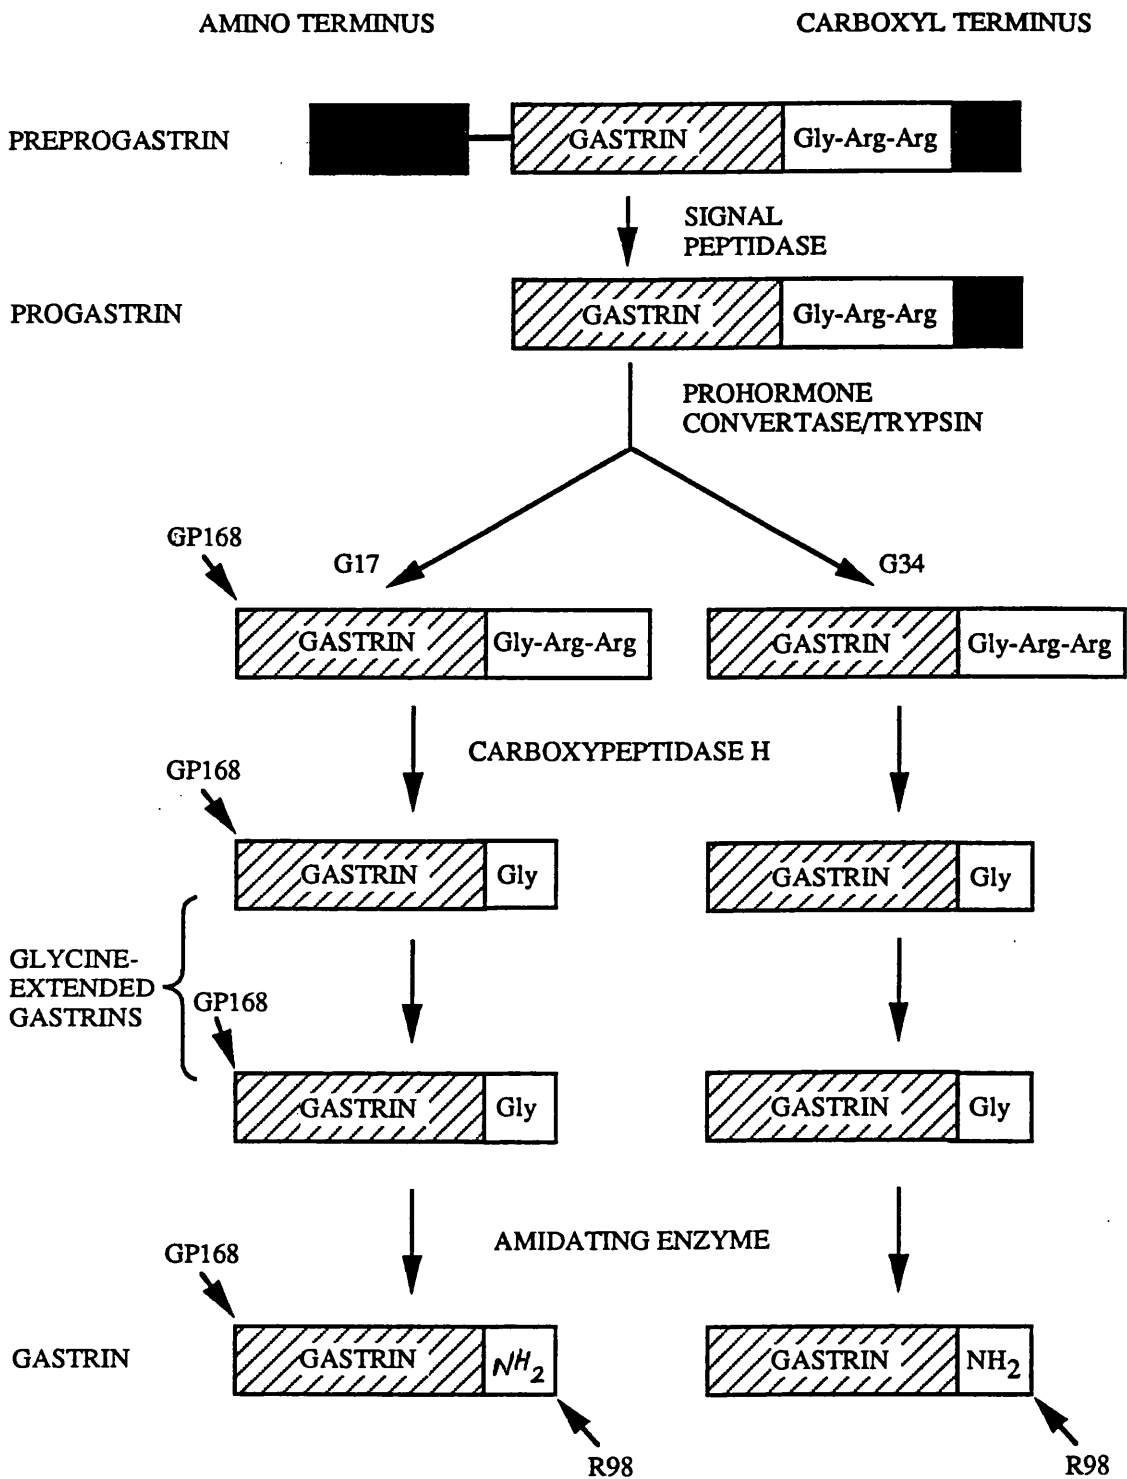 AMINO TERMINUS
CARBOXYL TERMINUS
PREPROGASTRIN
GASTRIN
Gly-Arg-Arg
SIGNAL
PEPTIDASE
PROGASTRIN
GASTRIN
Gly-Arg-Arg
PROHORMONE
CONVERTASE/TRYPSIN
GP168
G17
G34
GASTRIN
Gly-Arg-Arg
GASTRIN
Gly-Arg-Arg
CARBOXYPEPTIDASE H
GP168
GASTRIN
Gly
GASTRIN
Gly
GLYCINE-
EXTENDED
GASTRINS
GP168
GASTRIN
Gly
GASTRIN
Gly
AMIDATING ENZYME
GP168
GASTRIN
GASTRIN
NH2
GASTRIN
NH2
R98
R98